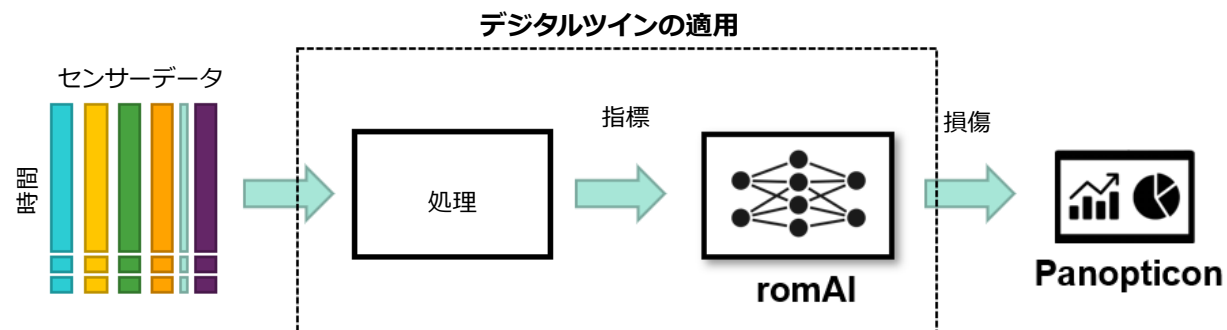 デジタルツインの適用
センサーデータ
時間
処理
指標
romAI
損傷
Panopticon